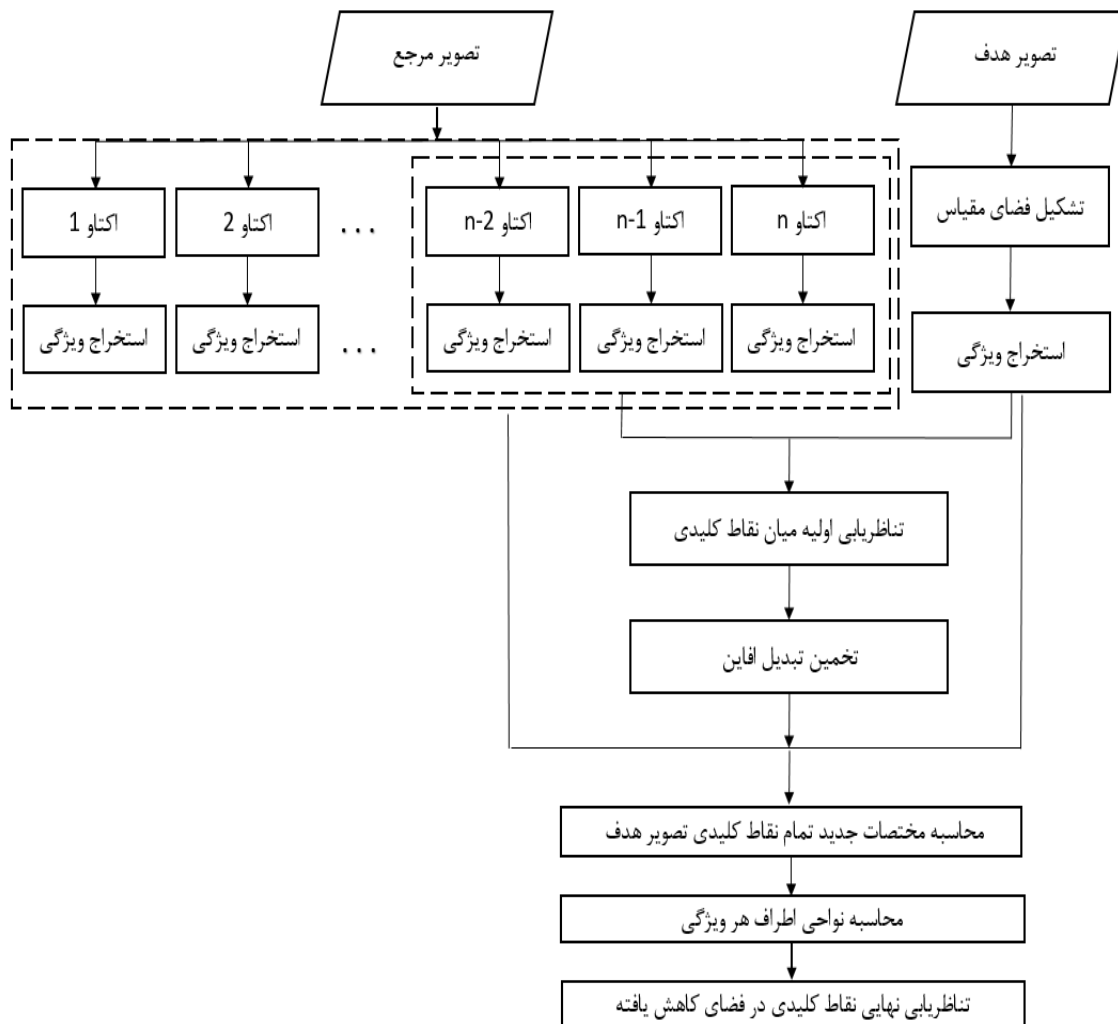 تصویر مرجع
تصویر هدف
اکتاو 1
اکتاو 2
. . .
اکتاو n-2
اکتاو n-1
اکتاو n
تشکیل فضای مقیاس
استخراج ویژگی
استخراج ویژگی
. . .
استخراج ویژگی
استخراج ویژگی
استخراج ویژگی
استخراج ویژگی
تناظریابی اولیه میان نقاط کلیدی
تخمین تبدیل افاین
محاسبه مختصات جدید تمام نقاط کلیدی تصویر هدف
محاسبه نواحی اطراف هر ویژگی
تناظریابی نهایی نقاط کلیدی در فضای کاهش یافته